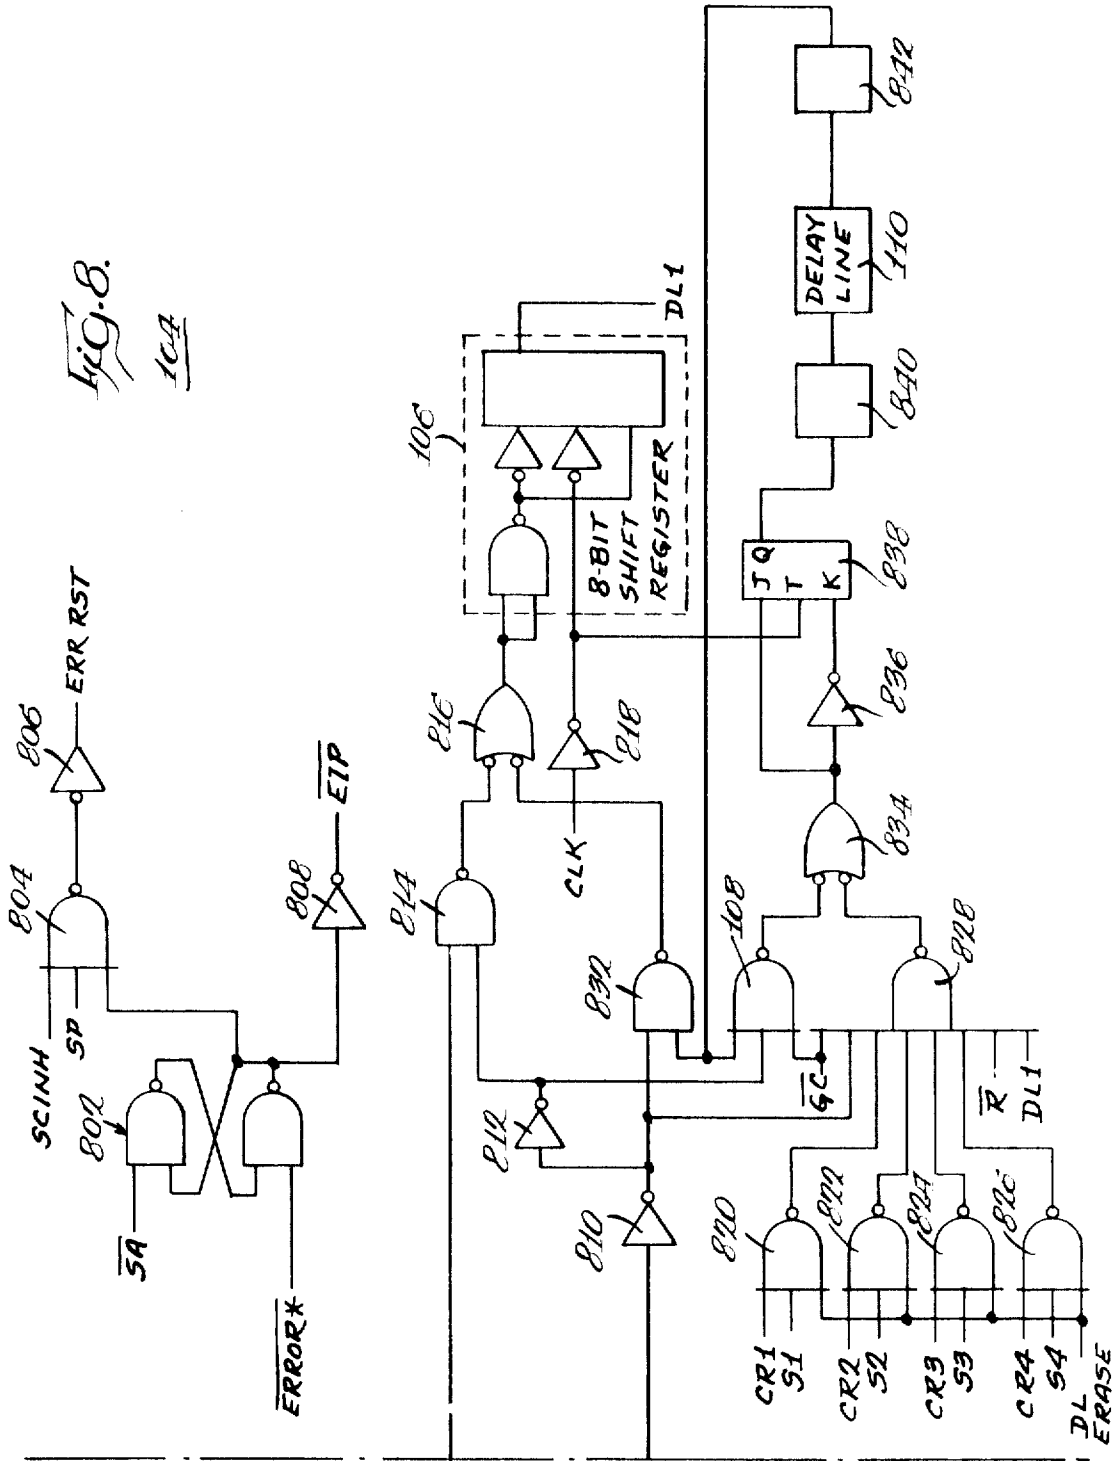 Fig. 8.
104
SCINH
SP
804
806
ERR RST
SA
802
ERROR*
808
EIP
814
816
106
8-BIT
SHIFT
REGISTER
DL1
CLK
818
810
812
832
108
GC
R
DL1
828
834
836
838
J Q
T
K
840
DELAY
LINE
110
842
CR1
S1
820
CR2
S2
822
CR3
S3
824
CR4
S4
826
DL
ERASE